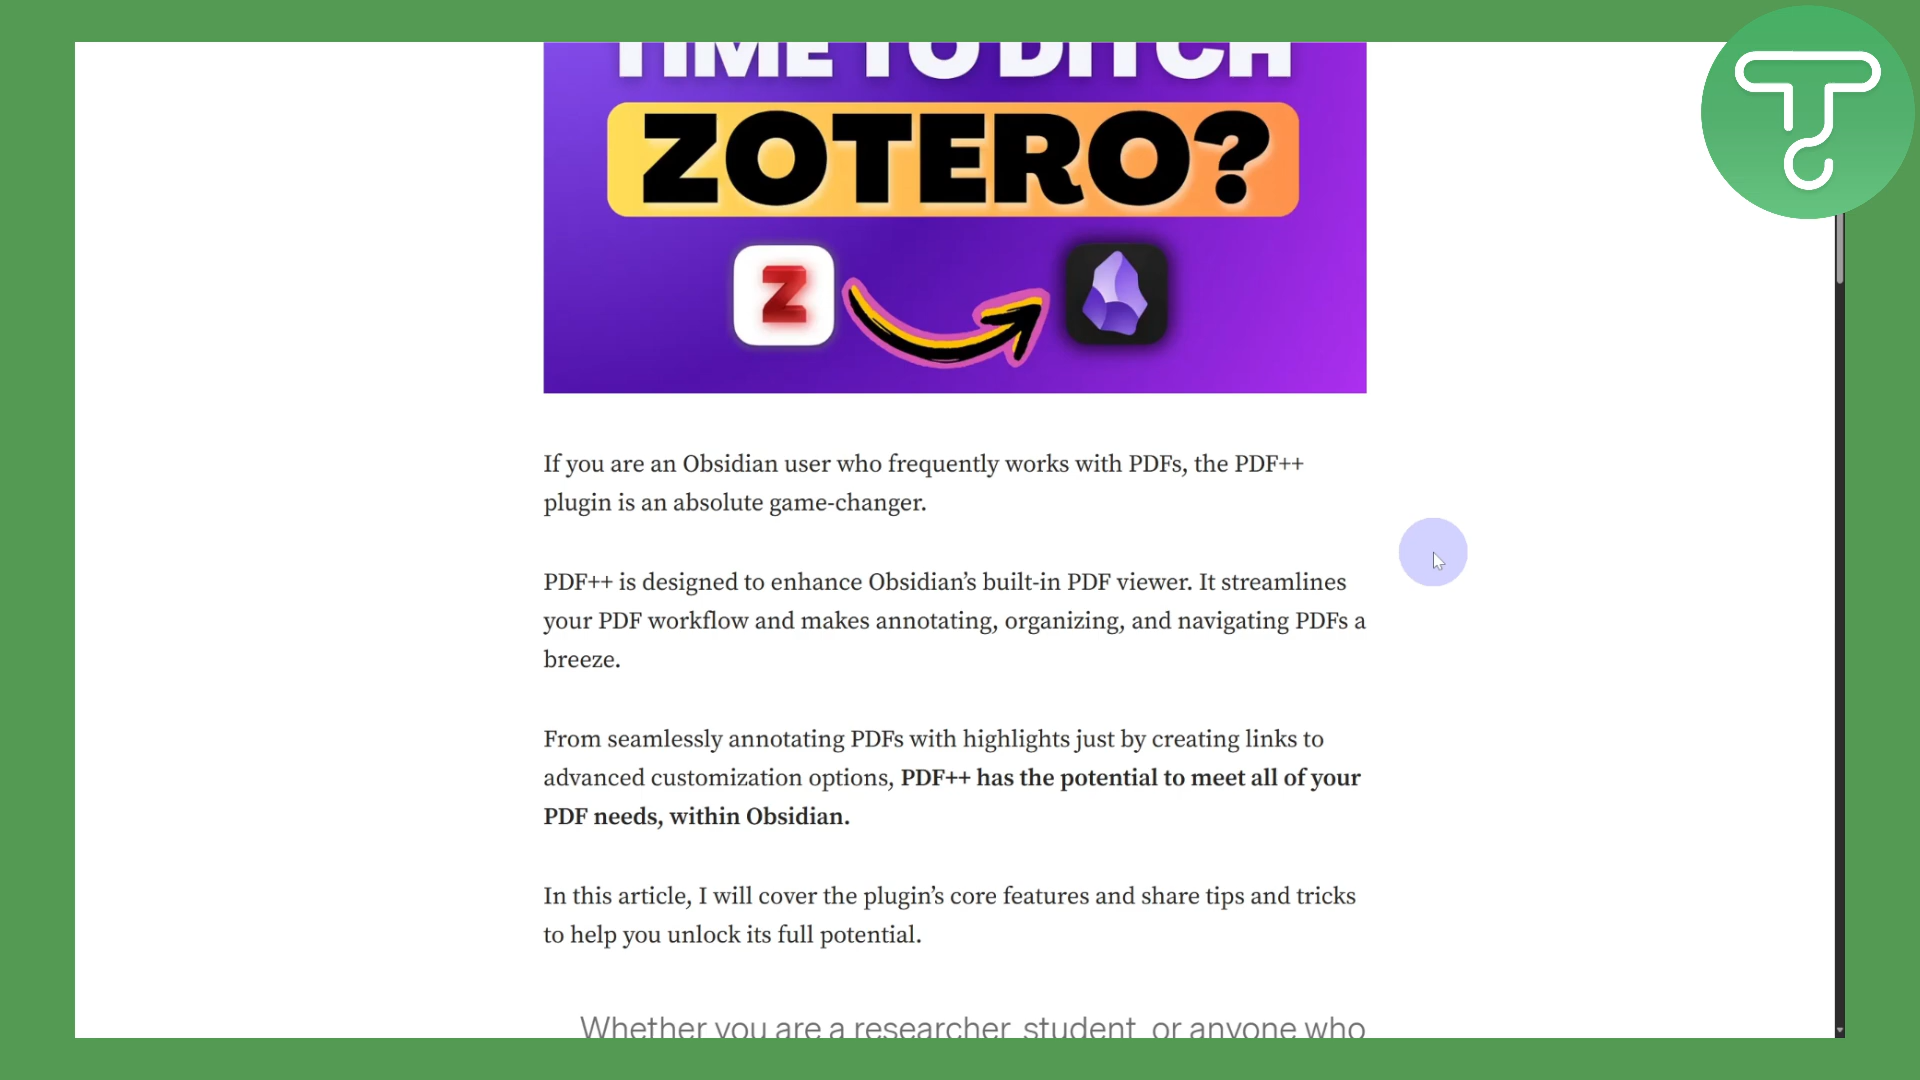 TIME TO DITCH
ZOTERO?
Z
If you are an Obsidian user who frequently works with PDFs, the PDF++
plugin is an absolute game-changer.
PDF++ is designed to enhance Obsidian’s built-in PDF viewer. It streamlines
your PDF workflow and makes annotating, organizing, and navigating PDFs a
breeze.
From seamlessly annotating PDFs with highlights just by creating links to
advanced customization options, PDF++ has the potential to meet all of your
PDF needs, within Obsidian.
In this article, I will cover the plugin’s core features and share tips and tricks
to help you unlock its full potential.
Whether you are a researcher, student, or anyone who